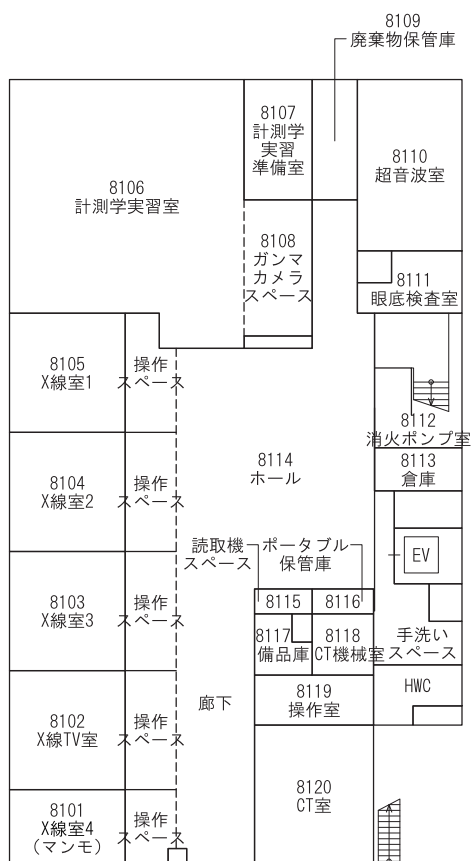 8109
廃棄物保管庫
8107
計測学
実習
準備室
8110
超音波室
8106
計測学実習室
8108
ガンマ
カメラ
スペース
8111
眼底検査室
8105
X線室1
操作
スペース
8112
消火ポンプ室
8114
ホール
8113
倉庫
8104
X線室2
操作
スペース
読取機
スペース
ポータブル
保管庫
EV
8115
8116
8103
X線室3
操作
スペース
8117
備品庫
8118
CT機械室
手洗い
スペース
8119
操作室
HWC
廊下
8102
X線TV室
操作
スペース
8120
CT室
8101
X線室4
(マンモ)
操作
スペース